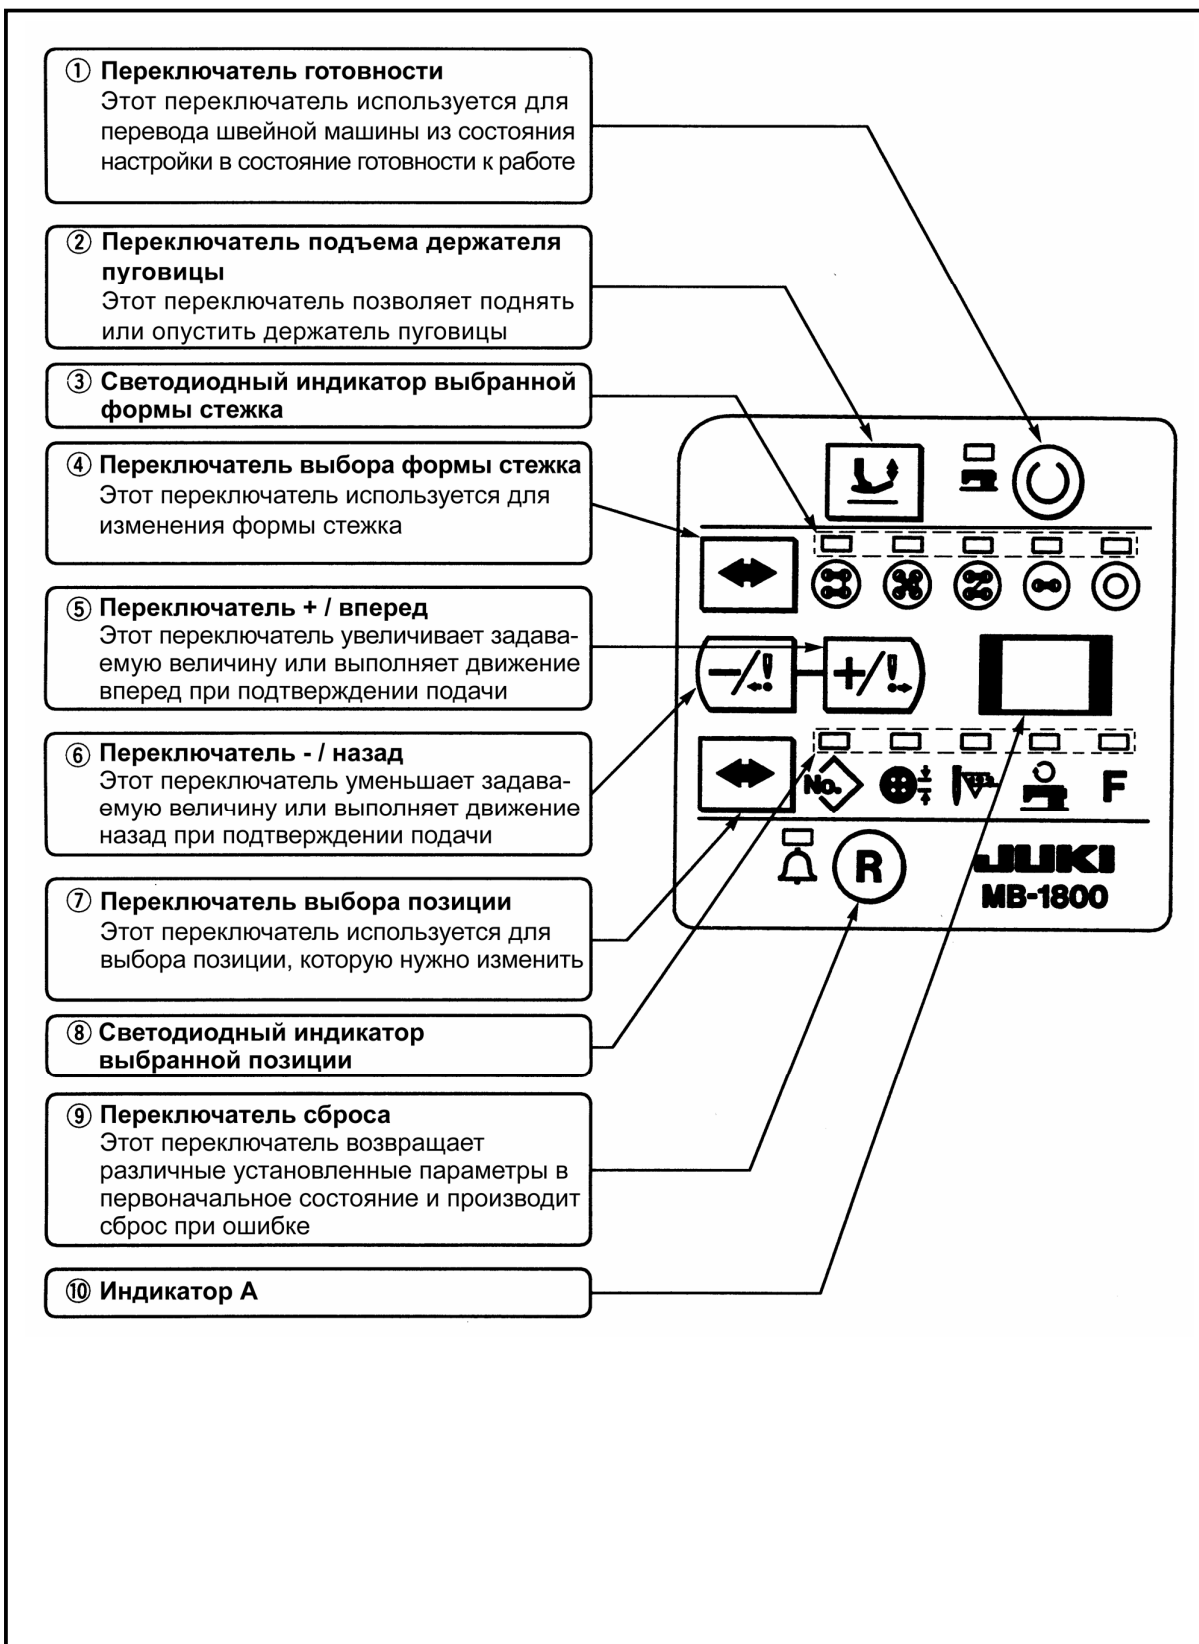 ① Переключатель готовности
Этот переключатель используется для
перевода швейной машины из состояния
настройки в состояние готовности к работе
② Переключатель подъема держателя
пуговицы
Этот переключатель позволяет поднять
или опустить держатель пуговицы
③ Светодиодный индикатор выбранной
формы стежка
④ Переключатель выбора формы стежка
Этот переключатель используется для
изменения формы стежка
⑤ Переключатель + / вперед
Этот переключатель увеличивает задава-
емую величину или выполняет движение
вперед при подтверждении подачи
⑥ Переключатель - / назад
Этот переключатель уменьшает задава-
емую величину или выполняет движение
назад при подтверждении подачи
⑦ Переключатель выбора позиции
Этот переключатель используется для
выбора позиции, которую нужно изменить
⑧ Светодиодный индикатор
выбранной позиции
⑨ Переключатель сброса
Этот переключатель возвращает
различные установленные параметры в
первоначальное состояние и производит
сброс при ошибке
⑩ Индикатор А
−/
+/
No.
F
R
JUKI
MB-1800